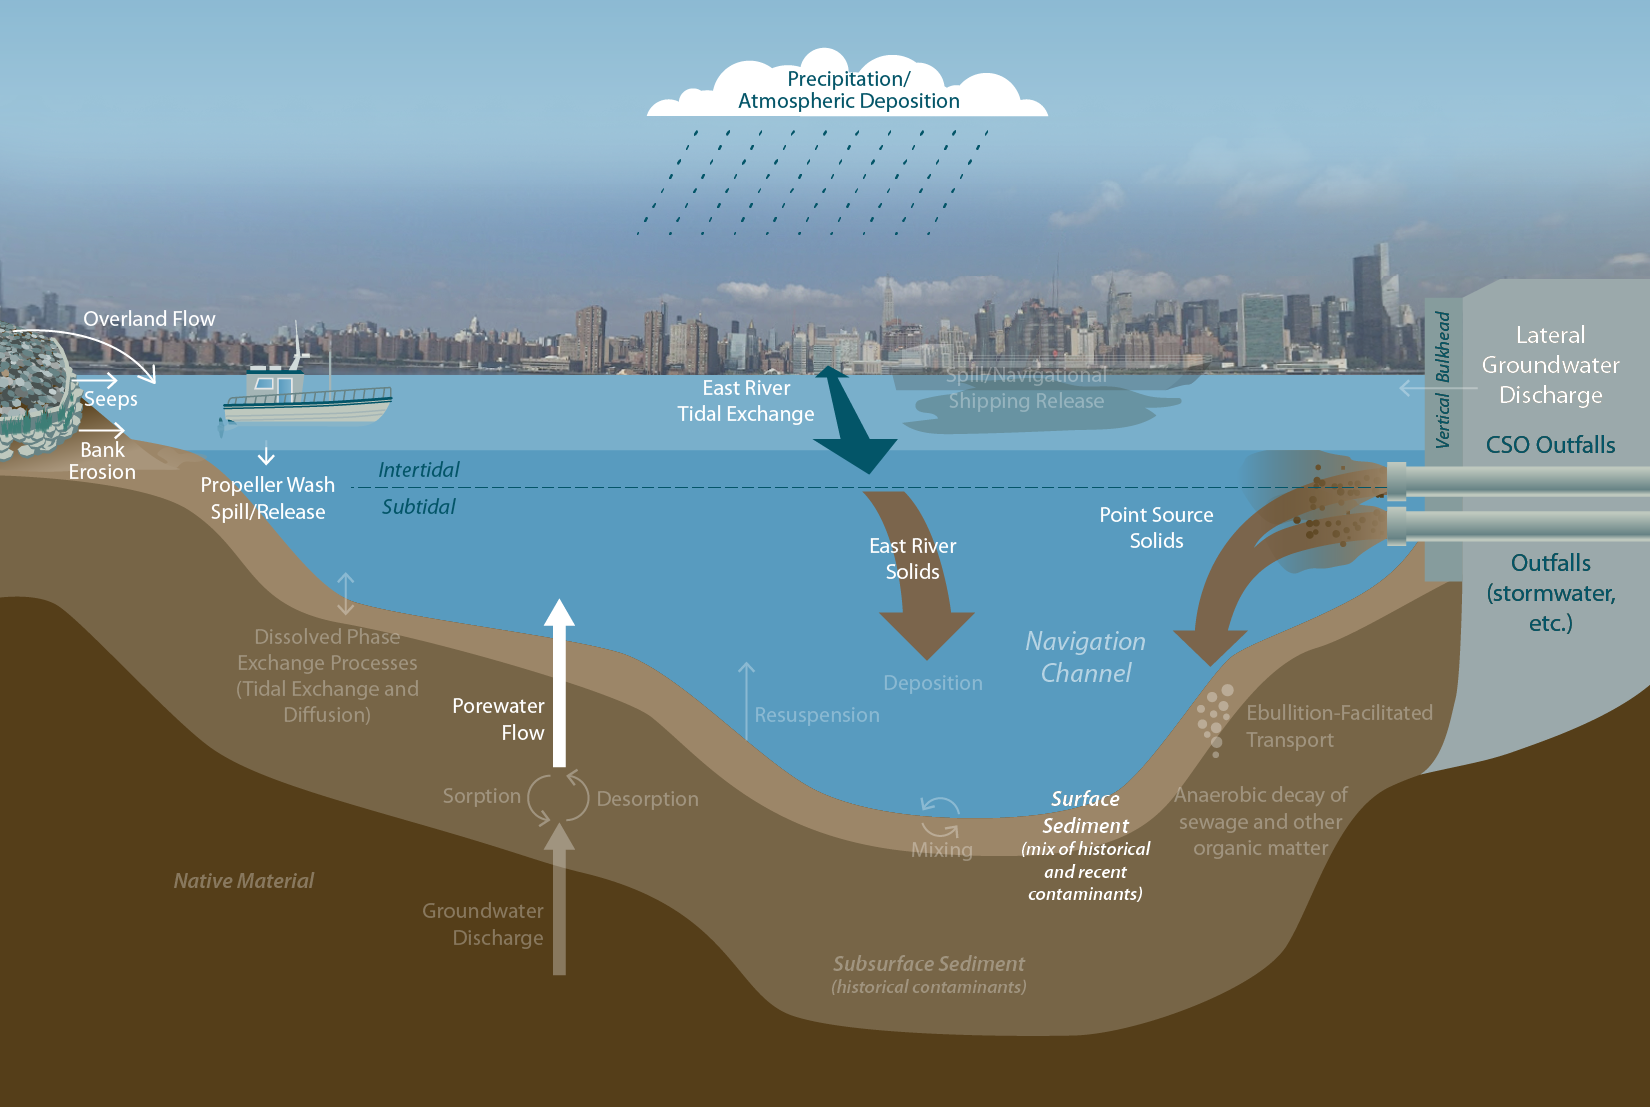 Precipitation/
Atmospheric Deposition
Overland Flow
Seeps
Bank
Erosion
Propeller Wash
Spill/Release
Intertidal
Subtidal
East River
Tidal Exchange
Spill/Navigational
Shipping Release
Vertical Bulkhead
Lateral
Groundwater
Discharge
CSO Outfalls
Outfalls
(stormwater,
etc.)
Point Source
Solids
East River
Solids
Navigation
Channel
Deposition
Resuspension
Dissolved Phase
Exchange Processes
(Tidal Exchange and
Diffusion)
Porewater
Flow
Sorption
Desorption
Groundwater
Discharge
Native Material
Mixing
Surface
Sediment
(mix of historical
and recent
contaminants)
Ebullition-Facilitated
Transport
Anaerobic decay of
sewage and other
organic matter
Subsurface Sediment
(historical contaminants)